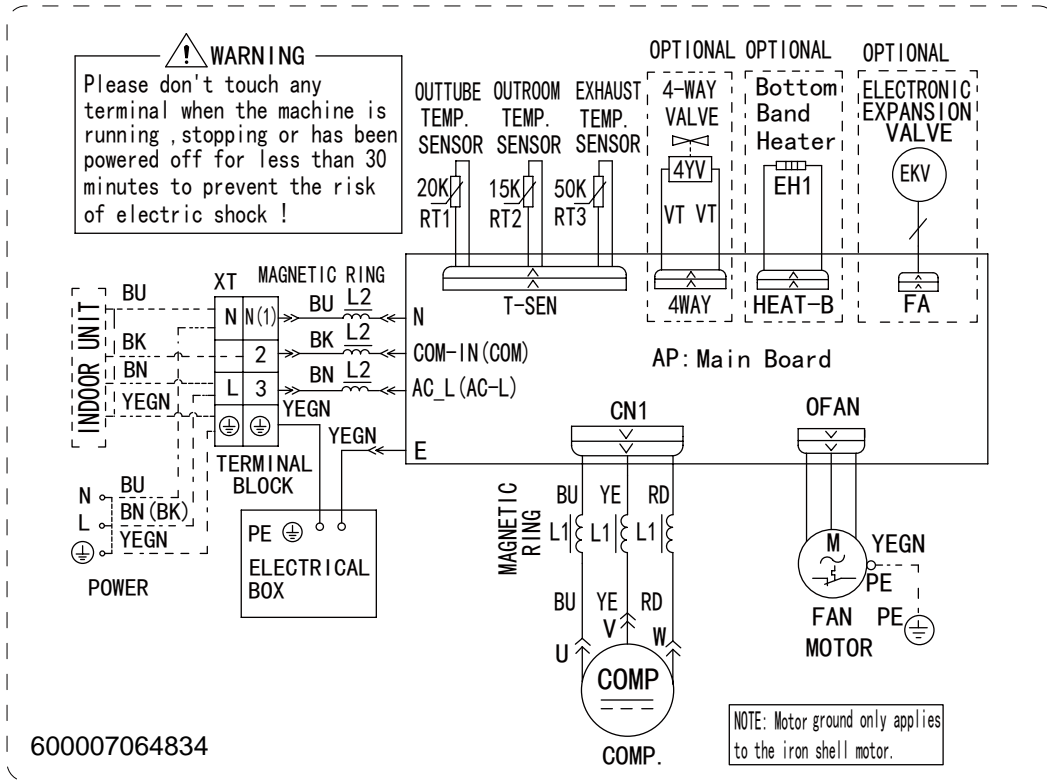 WARNING
Please don't touch any
terminal when the machine is
running ,stopping or has been
powered off for less than 30
minutes to prevent the risk
of electric shock !
OUTTUBE
TEMP.
SENSOR
OUTROOM
TEMP.
SENSOR
EXHAUST
TEMP.
SENSOR
OPTIONAL
4-WAY
VALVE
OPTIONAL
Bottom
Band
Heater
OPTIONAL
ELECTRONIC
EXPANSION
VALVE
20K
RT1
15K
RT2
50K
RT3
4YV
VT VT
EH1
EKV
T-SEN
4WAY
HEAT-B
FA
INDOOR UNIT
BU
BK
BN
YEGN
XT
MAGNETIC RING
N N(1) BU L2 N
2 BK L2 COM-IN(COM)
L 3 BN L2 AC_L(AC-L)
YEGN
YEGN
E
TERMINAL
BLOCK
AP: Main Board
CN1
OFAN
N BU
L BN(BK)
YEGN
POWER
PE
ELECTRICAL
BOX
MAGNETIC
RING
BU YE RD
L1 L1 L1
BU YE RD
U V W
COMP
COMP.
M
YEGN
PE
PE
FAN
MOTOR
NOTE: Motor ground only applies
to the iron shell motor.
600007064834